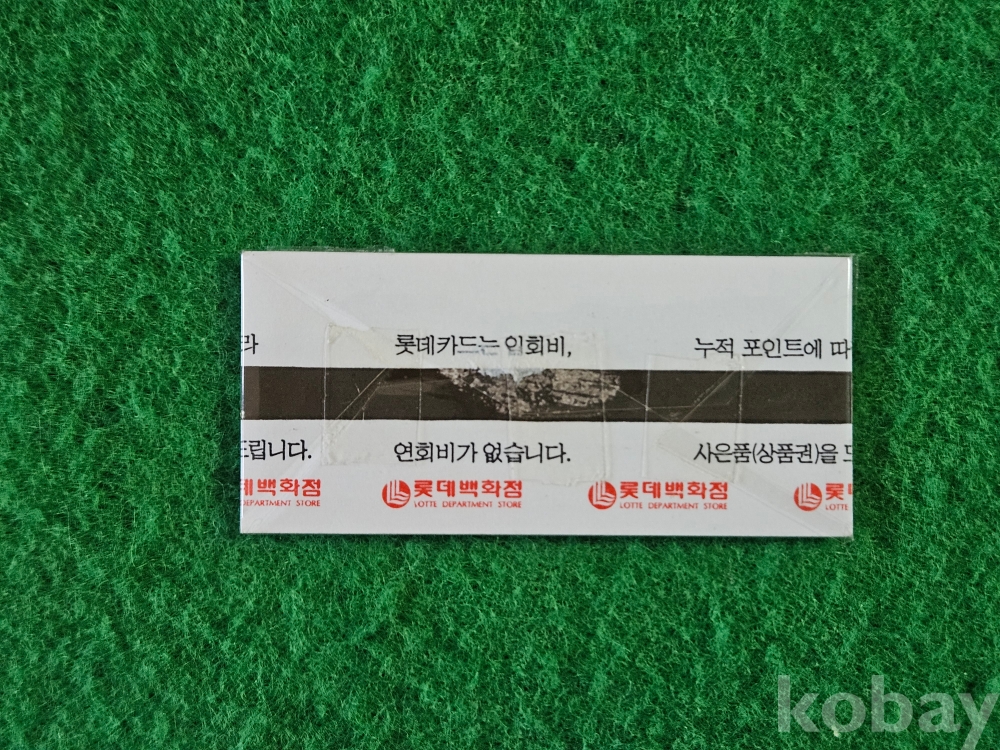 라
롯데카드는 입회비,
누적 포인트에 따
드립니다.
연회비가 없습니다.
사은품(상품권)을 드
데백화점
LOTTE DEPARTMENT STORE
롯데백화점
LOTTE DEPARTMENT STORE
롯데백화점
LOTTE DEPARTMENT STORE
롯데
LOTTE
kobay